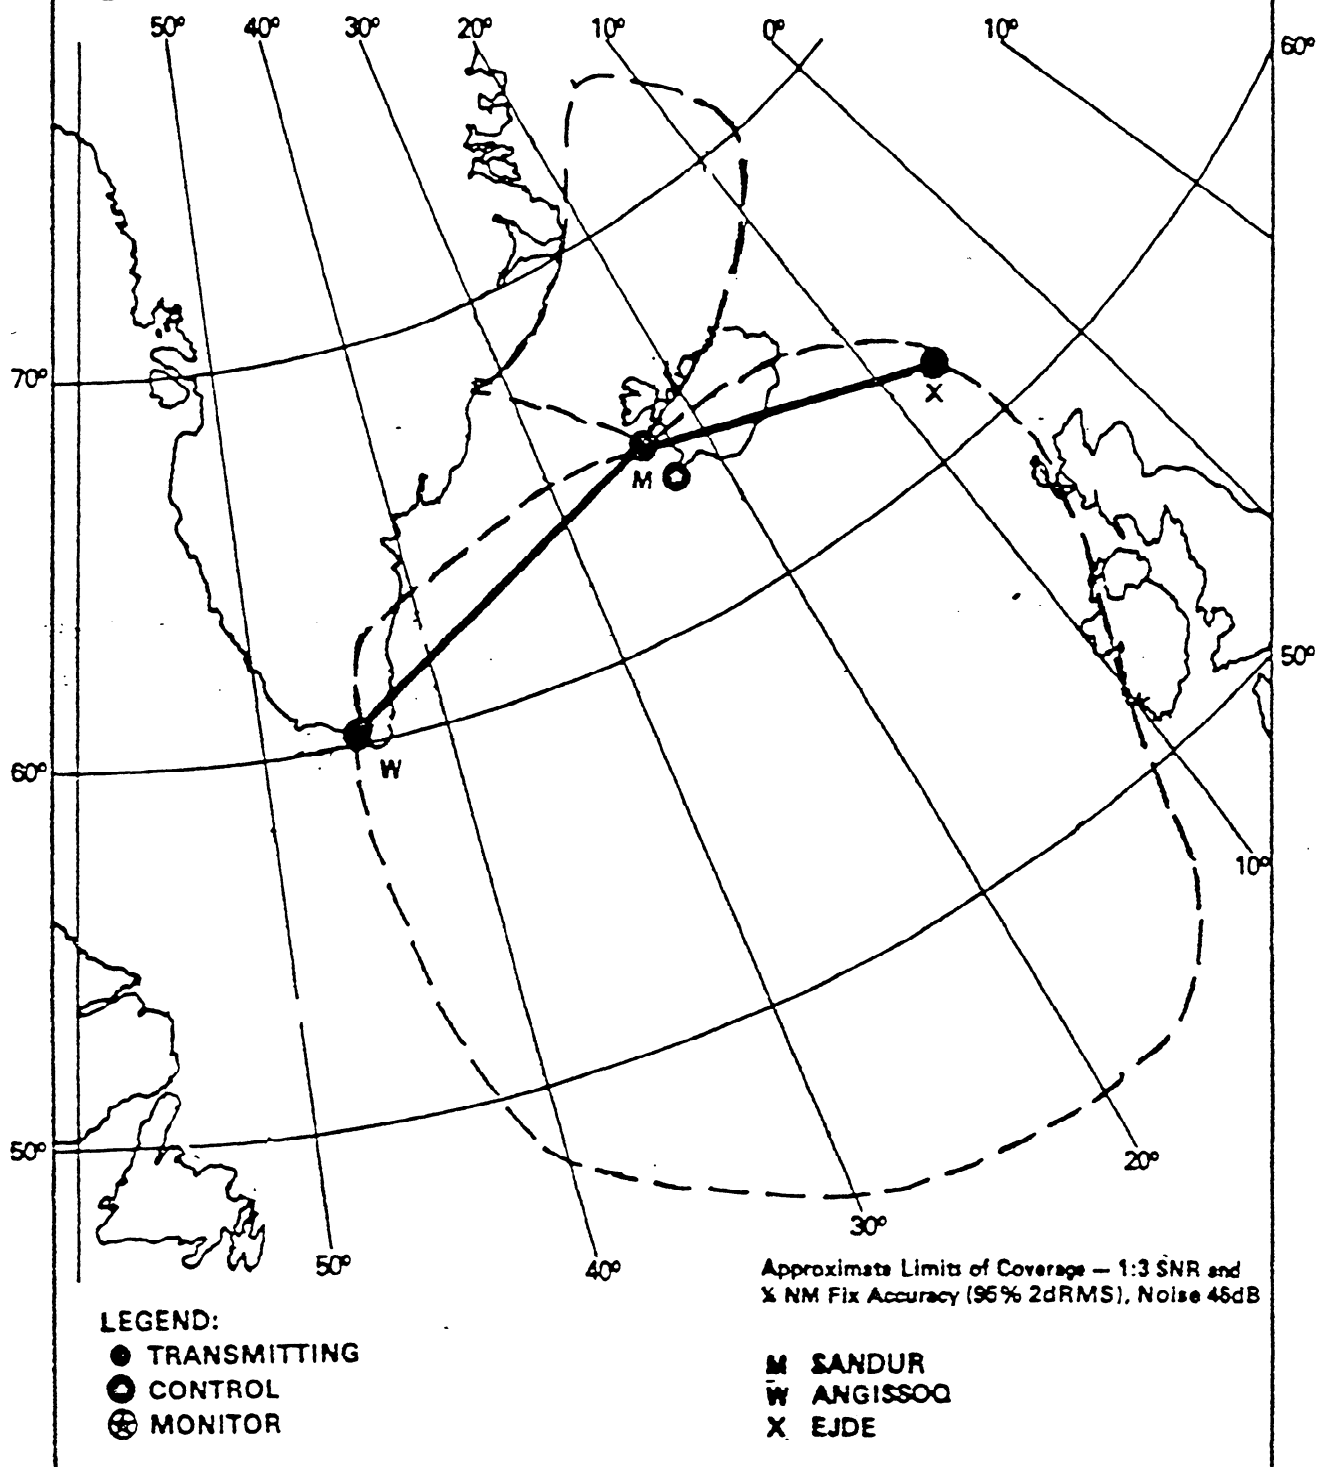 50° 40° 30° 20° 10° 0° 10°
60°
70°
M
X
50°
60°
W
10°
50°
20°
30°
50°
40°
Approximate Limits of Coverage — 1:3 SNR and
¼ NM Fix Accuracy (95% 2dRMS), Noise 45dB
LEGEND:
TRANSMITTING
CONTROL
MONITOR
M SANDUR
W ANGISSOQ
X EJDE